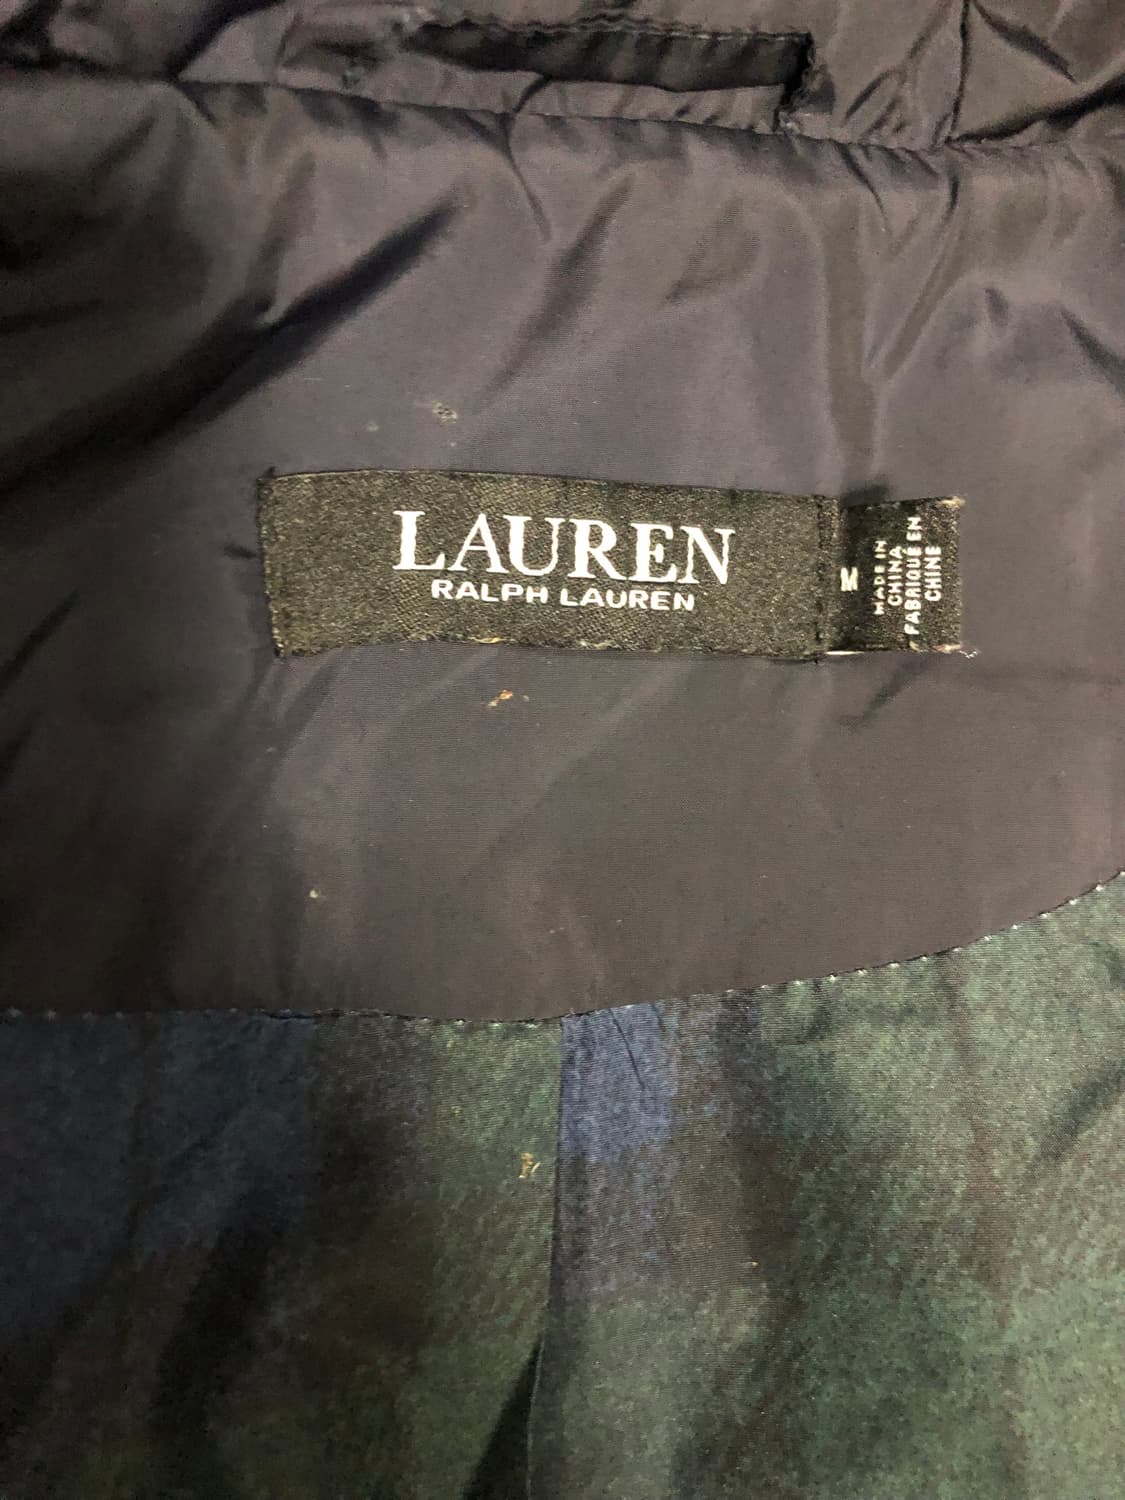 LAUREN
RALPH LAUREN
M
MADE IN
CHINA
FABRIQUÉ EN
CHINE